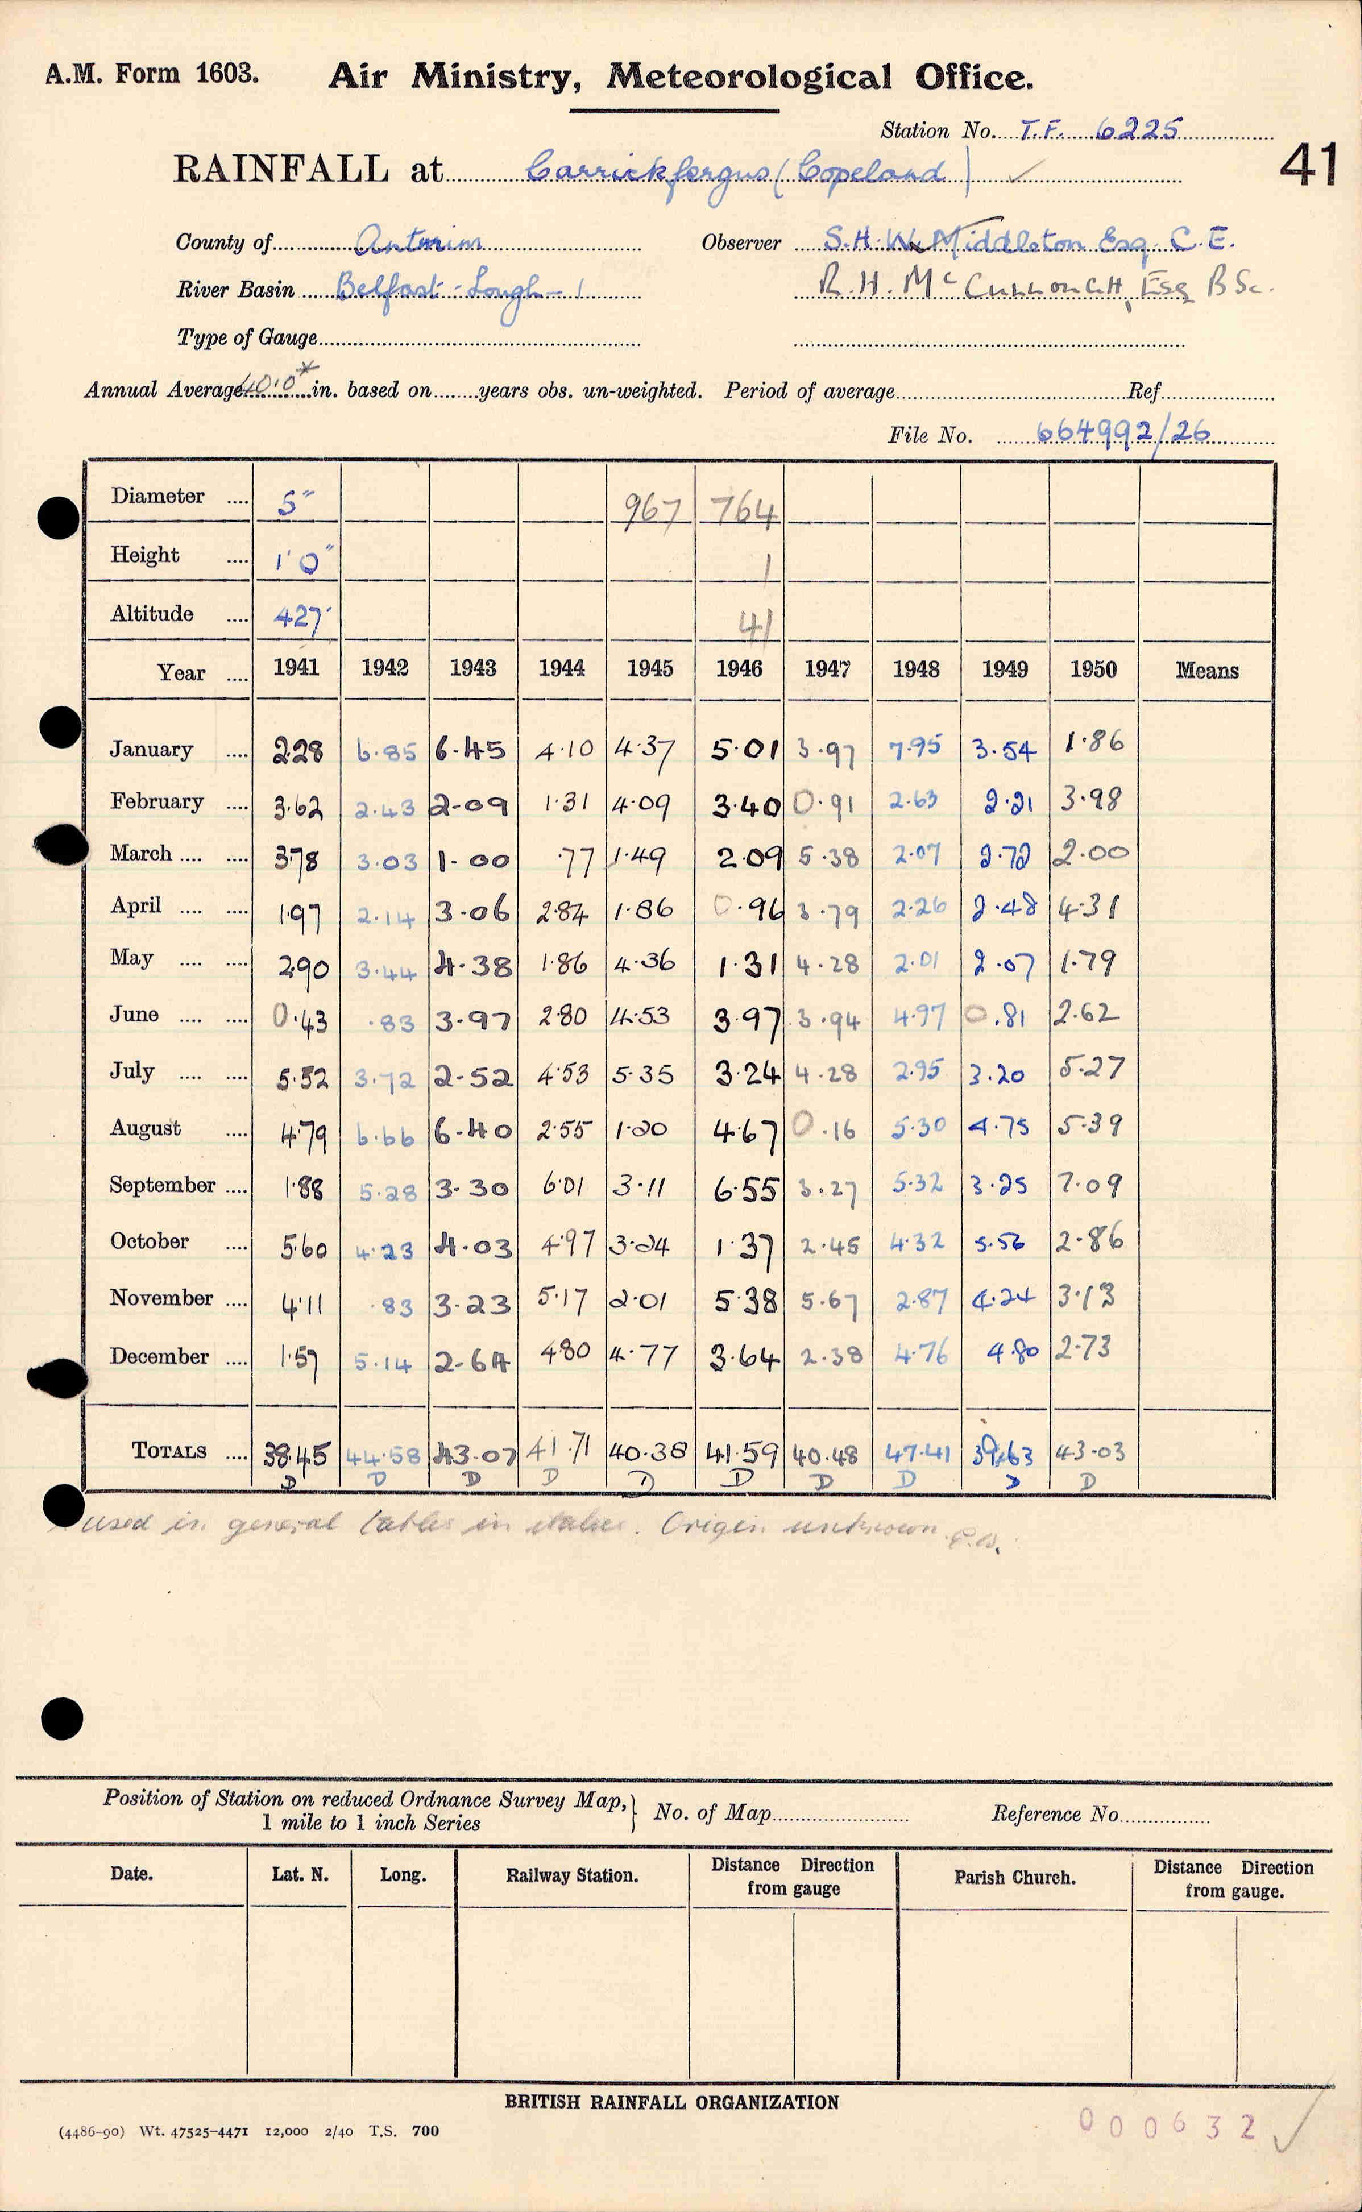 A.M. Form 1603. Air Ministry, Meteorological Office.
Station No. T.F. 6225
RAINFALL at Carrickfergus (Copeland) ✓ 41
County of Antrim Observer S.H.W. Middleton Esq. C.E.
River Basin Belfast-Lough-1 R.H. McCULLOUGH, Esq BSc.
Type of Gauge
Annual Average 40.0* in. based on years obs. un-weighted. Period of average Ref
File No. 664992/26
Diameter 5" 967 764
Height 1'0" 1
Altitude 427' 41
Year 1941 1942 1943 1944 1945 1946 1947 1948 1949 1950 Means
January 2.28 6.85 6.45 4.10 4.37 5.01 3.97 7.95 3.54 1.86
February 3.62 2.43 2.09 1.31 4.09 3.40 0.91 2.63 2.21 3.98
March 3.78 3.03 1.00 .77 1.49 2.09 5.38 2.07 2.72 2.00
April 1.97 2.14 3.06 2.84 1.86 0.96 3.79 2.26 2.48 4.31
May 2.90 3.44 4.38 1.86 4.36 1.31 4.28 2.01 2.07 1.79
June 0.43 .83 3.97 2.80 4.53 3.97 3.94 4.97 0.81 2.62
July 5.52 3.72 2.52 4.53 5.35 3.24 4.28 2.95 3.20 5.27
August 4.79 6.66 6.40 2.55 1.20 4.67 0.16 5.30 4.75 5.39
September 1.88 5.28 3.30 6.01 3.11 6.55 3.27 5.32 3.25 7.09
October 5.60 4.23 4.03 4.97 3.24 1.37 2.45 4.32 5.56 2.86
November 4.11 .83 3.23 5.17 2.01 5.38 5.67 2.87 4.24 3.13
December 1.57 5.14 2.64 4.80 4.77 3.64 2.38 4.76 4.80 2.73
TOTALS 38.45 44.58 43.07 41.71 40.38 41.59 40.48 47.41 39.63 43.03
D D D D D D D D D D
used in general tables in italics. Origin unknown
Position of Station on reduced Ordnance Survey Map, 1 mile to 1 inch Series } No. of Map Reference No
Date. Lat. N. Long. Railway Station. Distance Direction from gauge Parish Church. Distance Direction from gauge.
BRITISH RAINFALL ORGANIZATION
(4486-90) Wt. 47525-4471 12,000 2/40 T.S. 700
000632 ✓